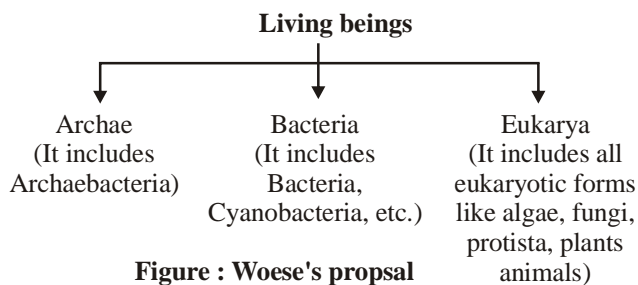 Living beings
Archae
(It includes
Archaebacteria)
Bacteria
(It includes
Bacteria,
Cyanobacteria, etc.)
Eukarya
(It includes all
eukaryotic forms
like algae, fungi,
protista, plants
animals)
Figure : Woese's propsal